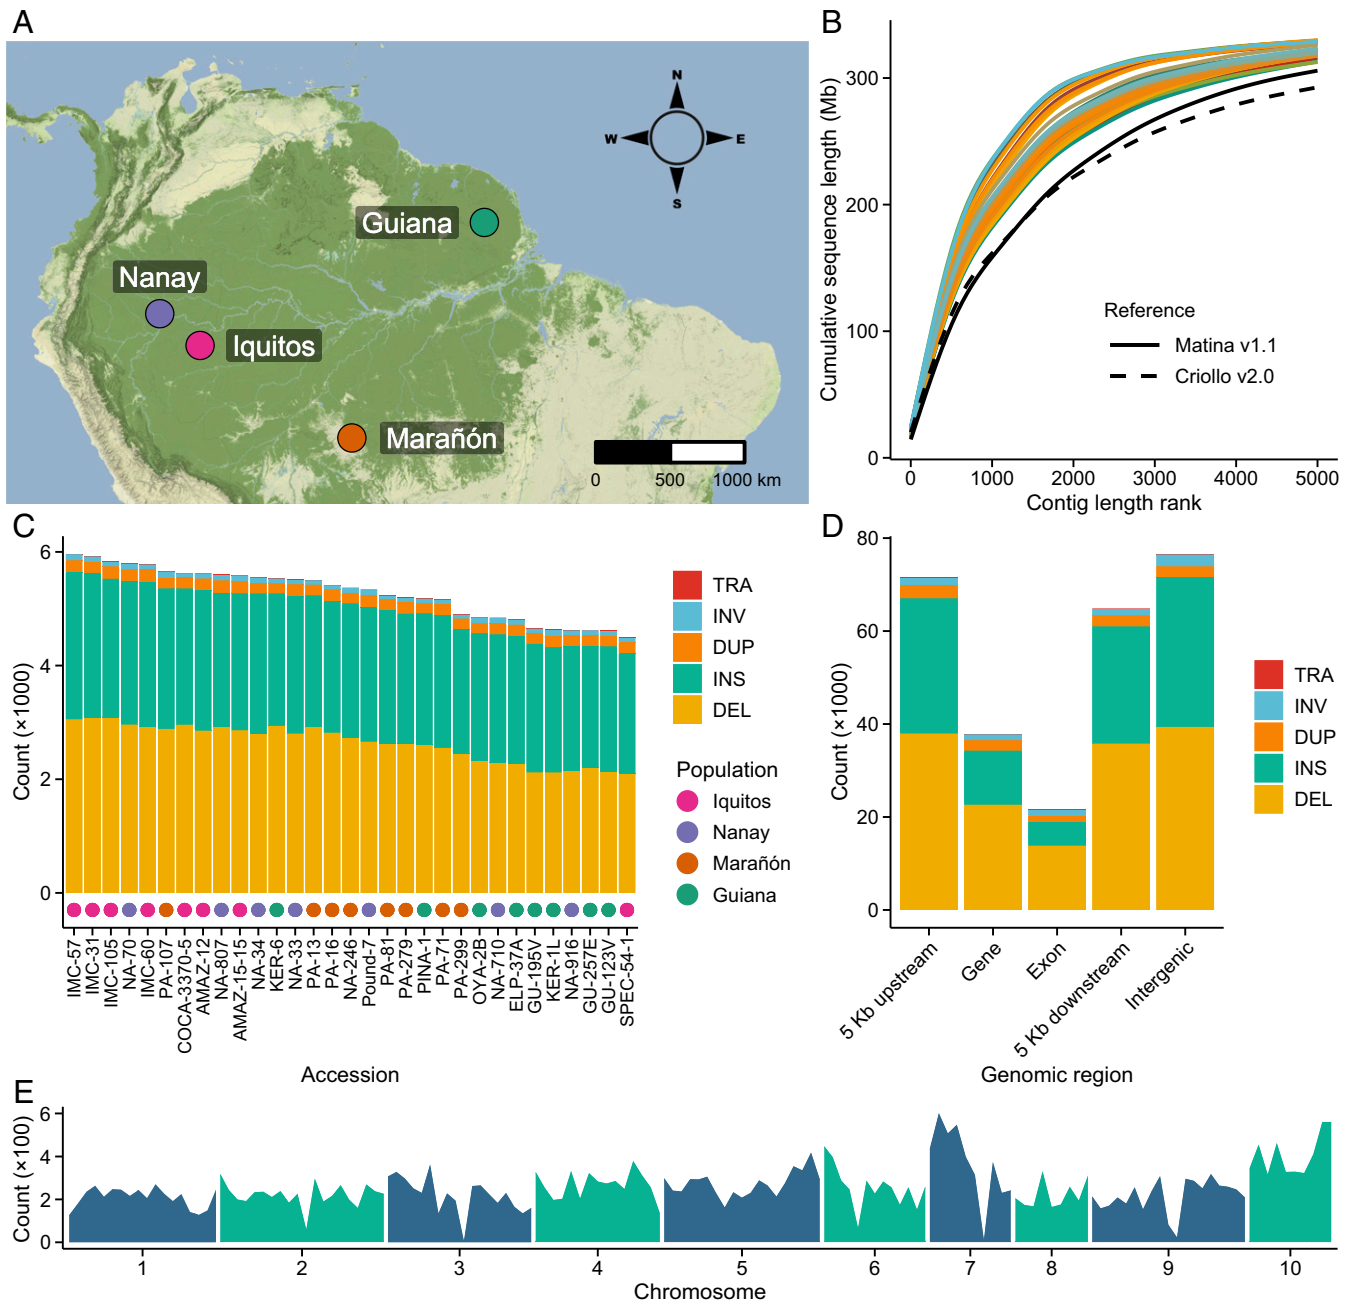 A
N
W
E
S
Guiana
Nanay
Iquitos
Marañón
0 500 1000 km
B
Cumulative sequence length (Mb)
300
200
100
0
Reference
Matina v1.1
Criollo v2.0
0 1000 2000 3000 4000 5000
Contig length rank
C
Count (×1000)
6
4
2
0
TRA
INV
DUP
INS
DEL
Population
Iquitos
Nanay
Marañón
Guiana
IMC-57
IMC-31
IMC-105
NA-70
IMC-60
PA-107
COCA-3370-5
AMAZ-12
NA-807
AMAZ-15-15
NA-34
KER-6
NA-33
PA-13
PA-16
NA-246
Pound-7
PA-81
PA-279
PINA-1
PA-71
PA-299
OYA-2B
NA-710
ELP-37A
GU-195V
KER-1L
NA-916
GU-257E
GU-123V
SPEC-54-1
Accession
D
Count (×1000)
80
60
40
20
0
TRA
INV
DUP
INS
DEL
5 Kb upstream
Gene
Exon
5 Kb downstream
Intergenic
Genomic region
E
Count (×100)
6
4
2
0
1 2 3 4 5 6 7 8 9 10
Chromosome